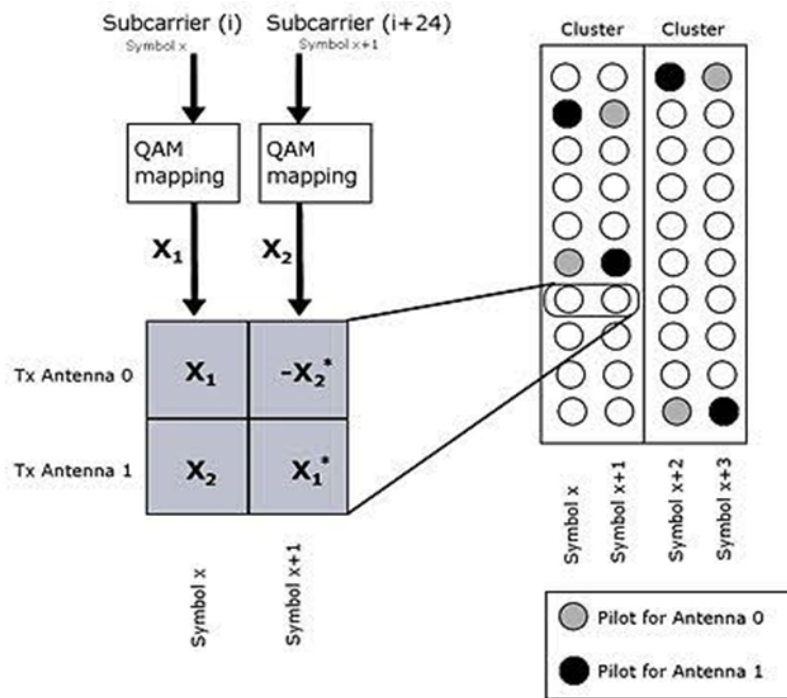 Subcarrier (i) Subcarrier (i+24)
Symbol x Symbol x+1
QAM mapping
QAM mapping
X₁ X₂
Tx Antenna 0
X₁ -X₂*
Tx Antenna 1
X₂ X₁*
Symbol x
Symbol x+1
Cluster Cluster
Symbol x
Symbol x+1
Symbol x+2
Symbol x+3
Pilot for Antenna 0
Pilot for Antenna 1